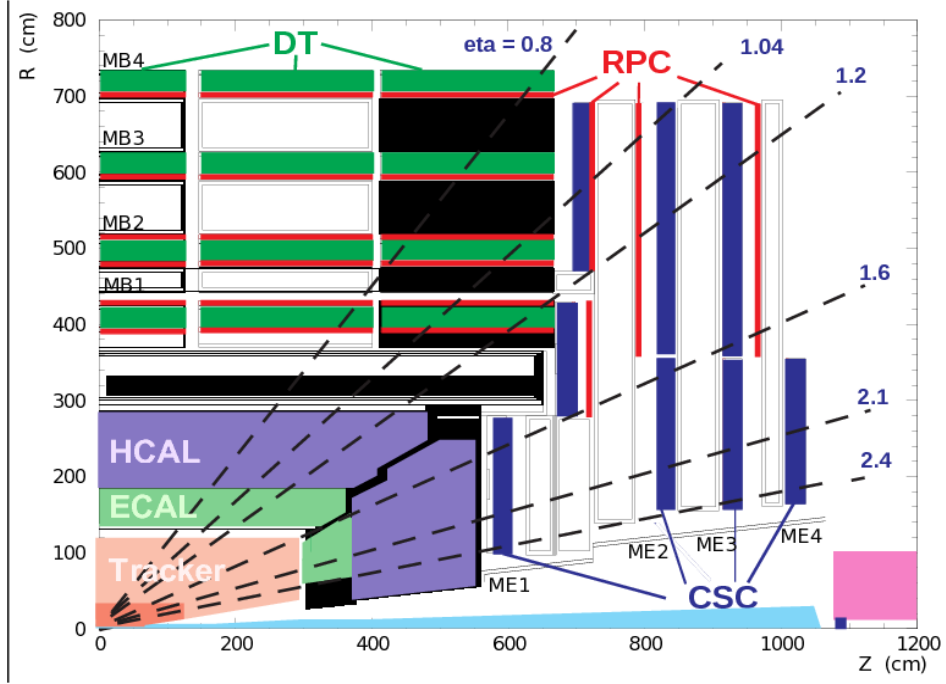 R (cm)
800
700
600
500
400
300
200
100
0
MB4
MB3
MB2
MB1
DT
eta = 0.8
1.04
RPC
1.2
1.6
2.1
2.4
HCAL
ECAL
Tracker
ME1
ME2
ME3
ME4
CSC
0
200
400
600
800
1000
1200
Z (cm)